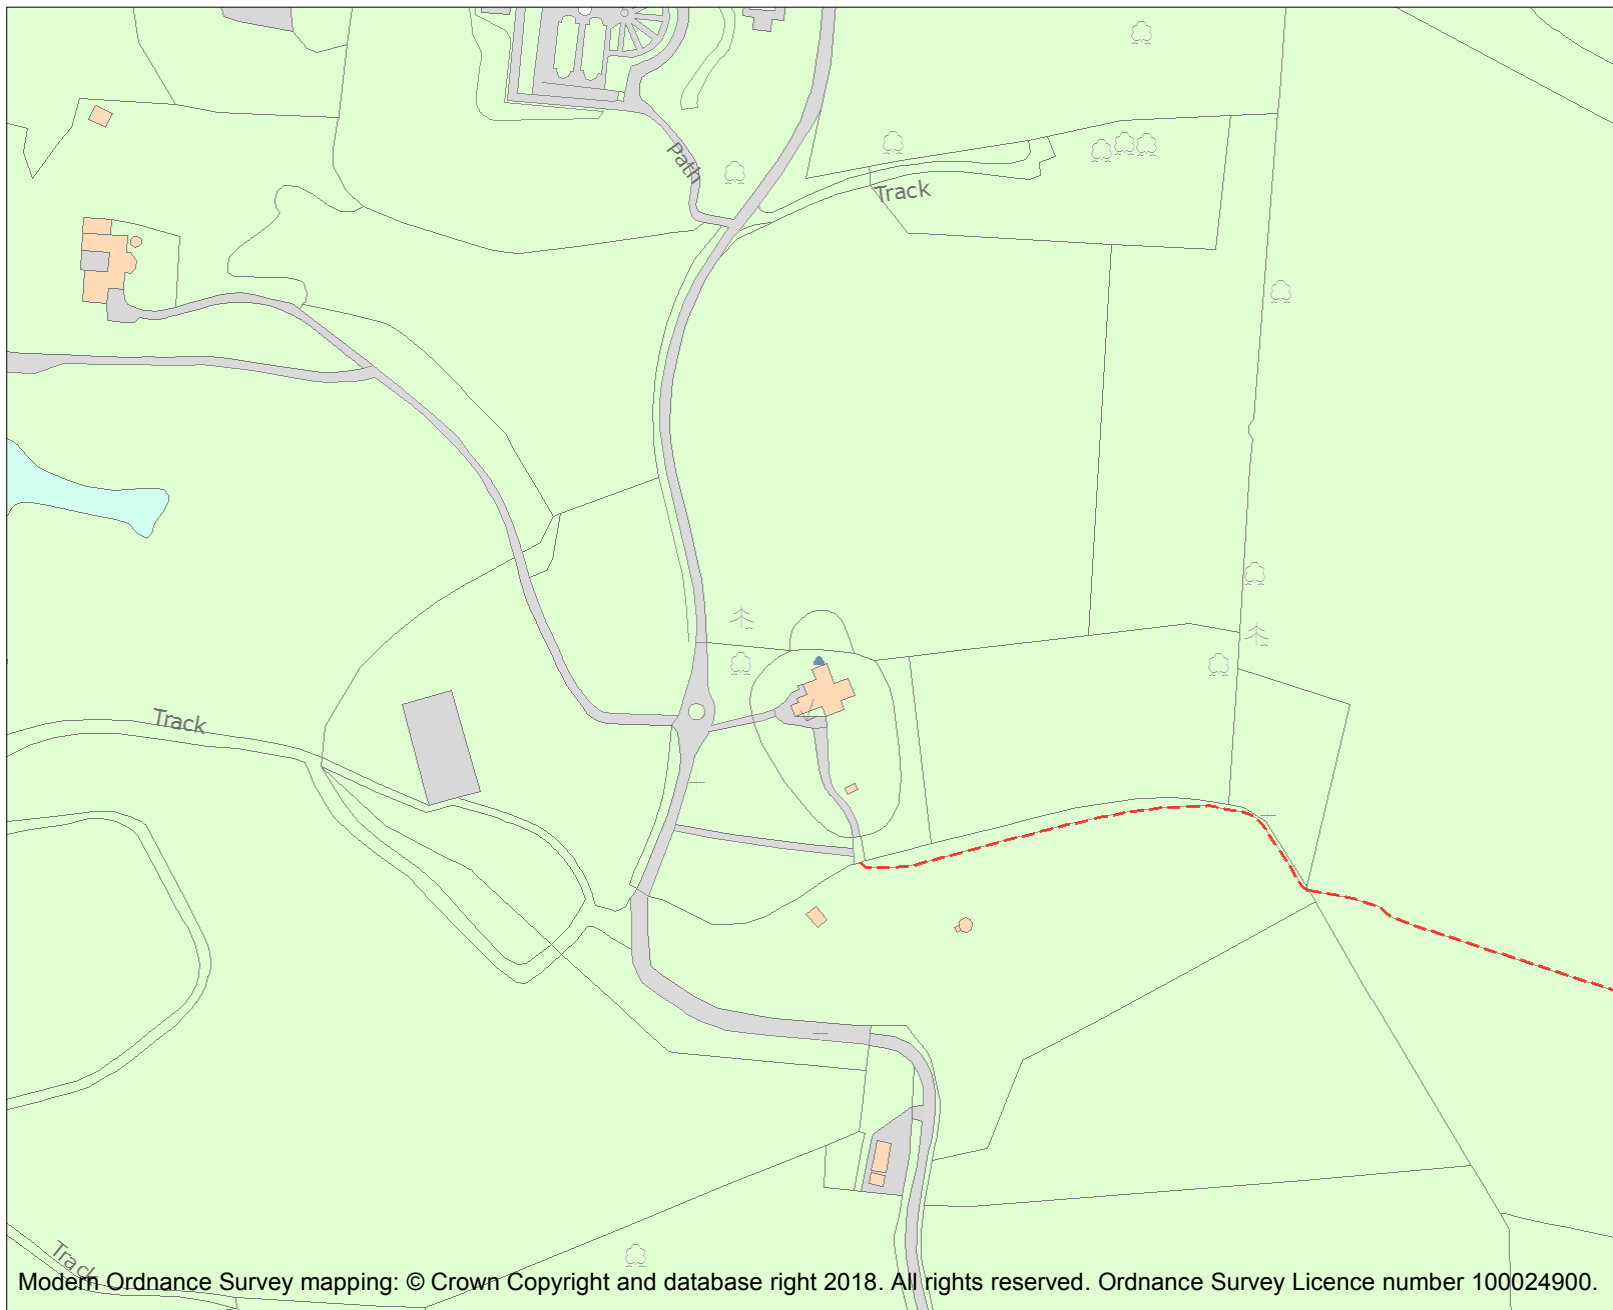 Path
Track
Track
Track
Modern Ordnance Survey mapping: © Crown Copyright and database right 2018. All rights reserved. Ordnance Survey Licence number 100024900.